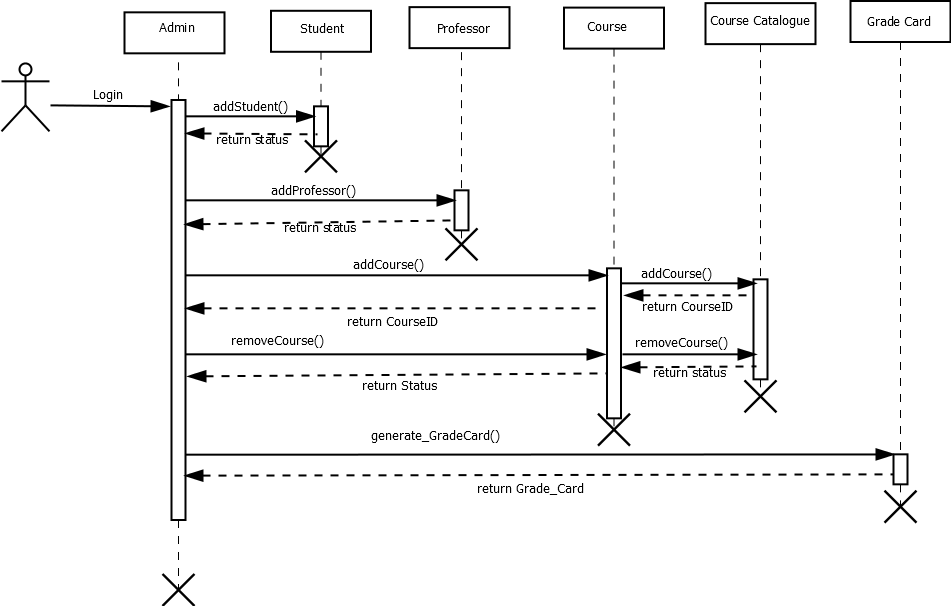 Admin
Student
Professor
Course
Course Catalogue
Grade Card
Login
addStudent()
return status
addProfessor()
return status
addCourse()
addCourse()
return CourseID
return CourseID
removeCourse()
removeCourse()
return status
return Status
generate_GradeCard()
return Grade_Card